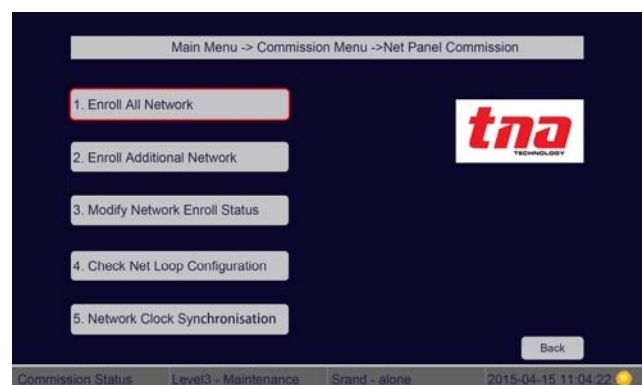 Main Menu -> Commission Menu ->Net Panel Commission
1. Enroll All Network
tna
TECHNOLOGY
2. Enroll Additional Network
3. Modify Network Enroll Status
4. Check Net Loop Configuration
5. Network Clock Synchronisation
Back
Commission Status Level3 - Maintenance Srand - alone 2015-04-15 11:04:22